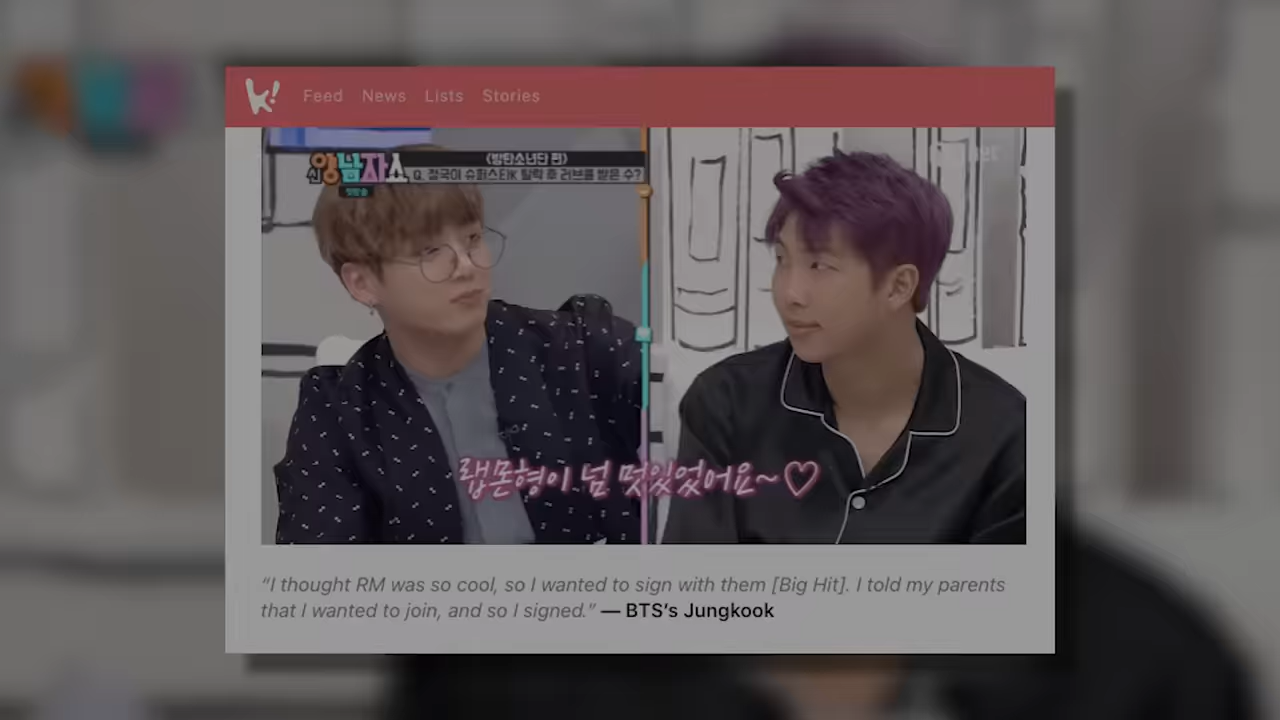 k! Feed News Lists Stories
신양남자쇼 <방탄소년단 편>
Q. 정국이 슈퍼스타K 탈락 후 러브콜 받은 수?
랩몬형이 넘 멋있었어요~♡
“I thought RM was so cool, so I wanted to sign with them [Big Hit]. I told my parents
that I wanted to join, and so I signed.” — BTS’s Jungkook